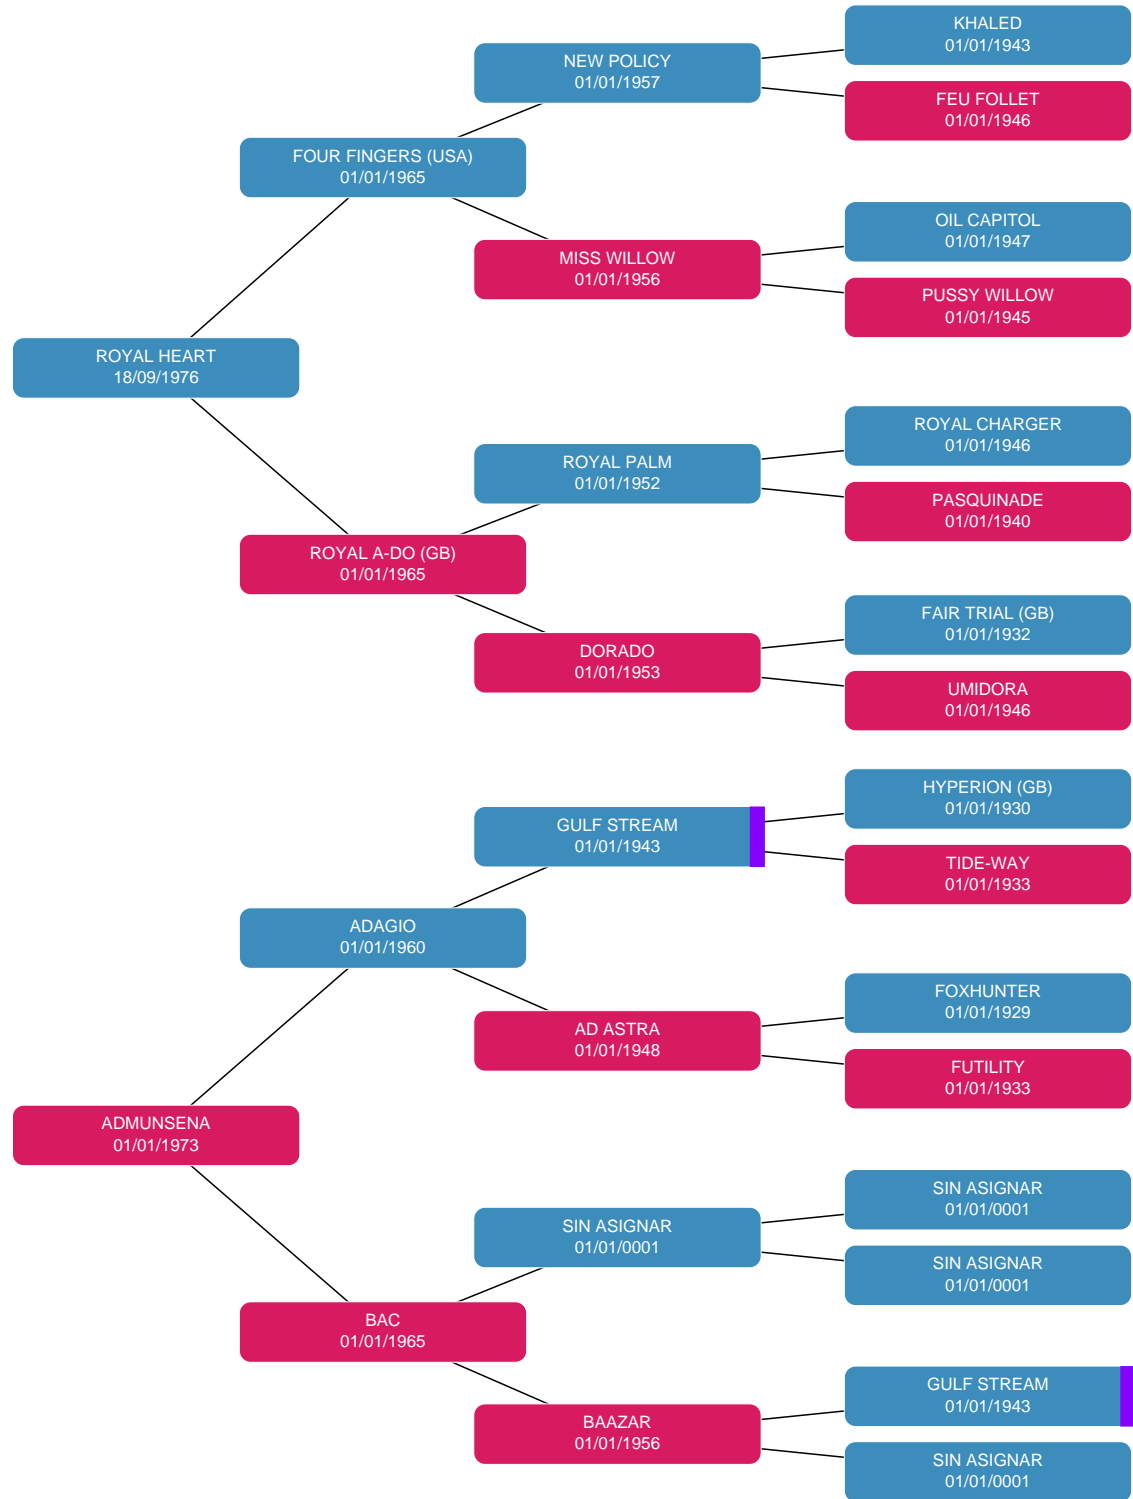 KHALED
01/01/1943
NEW POLICY
01/01/1957
FEU FOLLET
01/01/1946
FOUR FINGERS (USA)
01/01/1965
OIL CAPITOL
01/01/1947
MISS WILLOW
01/01/1956
PUSSY WILLOW
01/01/1945
ROYAL HEART
18/09/1976
ROYAL CHARGER
01/01/1946
ROYAL PALM
01/01/1952
PASQUINADE
01/01/1940
ROYAL A-DO (GB)
01/01/1965
FAIR TRIAL (GB)
01/01/1932
DORADO
01/01/1953
UMIDORA
01/01/1946
HYPERION (GB)
01/01/1930
GULF STREAM
01/01/1943
TIDE-WAY
01/01/1933
ADAGIO
01/01/1960
FOXHUNTER
01/01/1929
AD ASTRA
01/01/1948
FUTILITY
01/01/1933
ADMUNSENA
01/01/1973
SIN ASIGNAR
01/01/0001
SIN ASIGNAR
01/01/0001
SIN ASIGNAR
01/01/0001
BAC
01/01/1965
GULF STREAM
01/01/1943
BAAZAR
01/01/1956
SIN ASIGNAR
01/01/0001